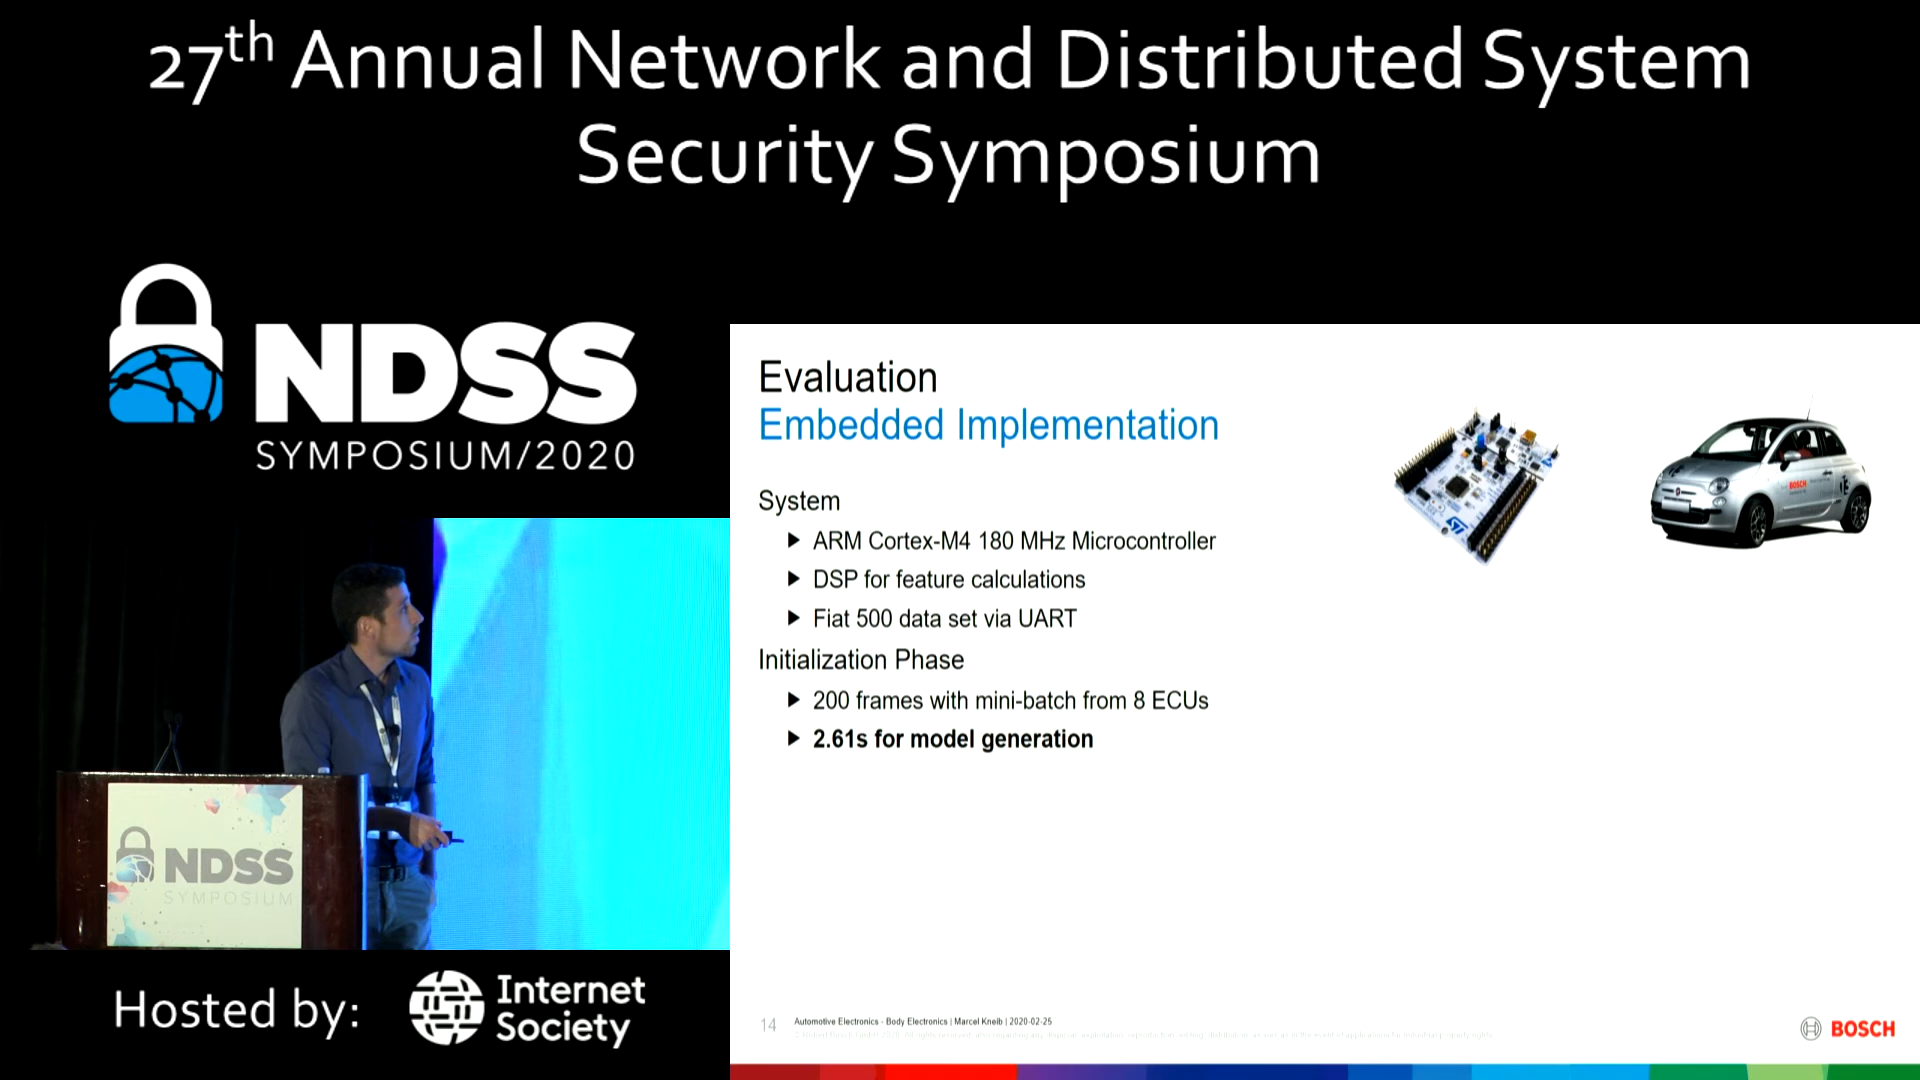 27th Annual Network and Distributed System
Security Symposium
NDSS
SYMPOSIUM/2020
Evaluation
Embedded Implementation
System
ARM Cortex-M4 180 MHz Microcontroller
DSP for feature calculations
Fiat 500 data set via UART
Initialization Phase
200 frames with mini-batch from 8 ECUs
2.61s for model generation
BOSCH
NDSS
SYMPOSIUM
Hosted by:
Internet
Society
14
Automotive Electronics - Body Electronics | Marcel Kneib | 2020-02-25
BOSCH